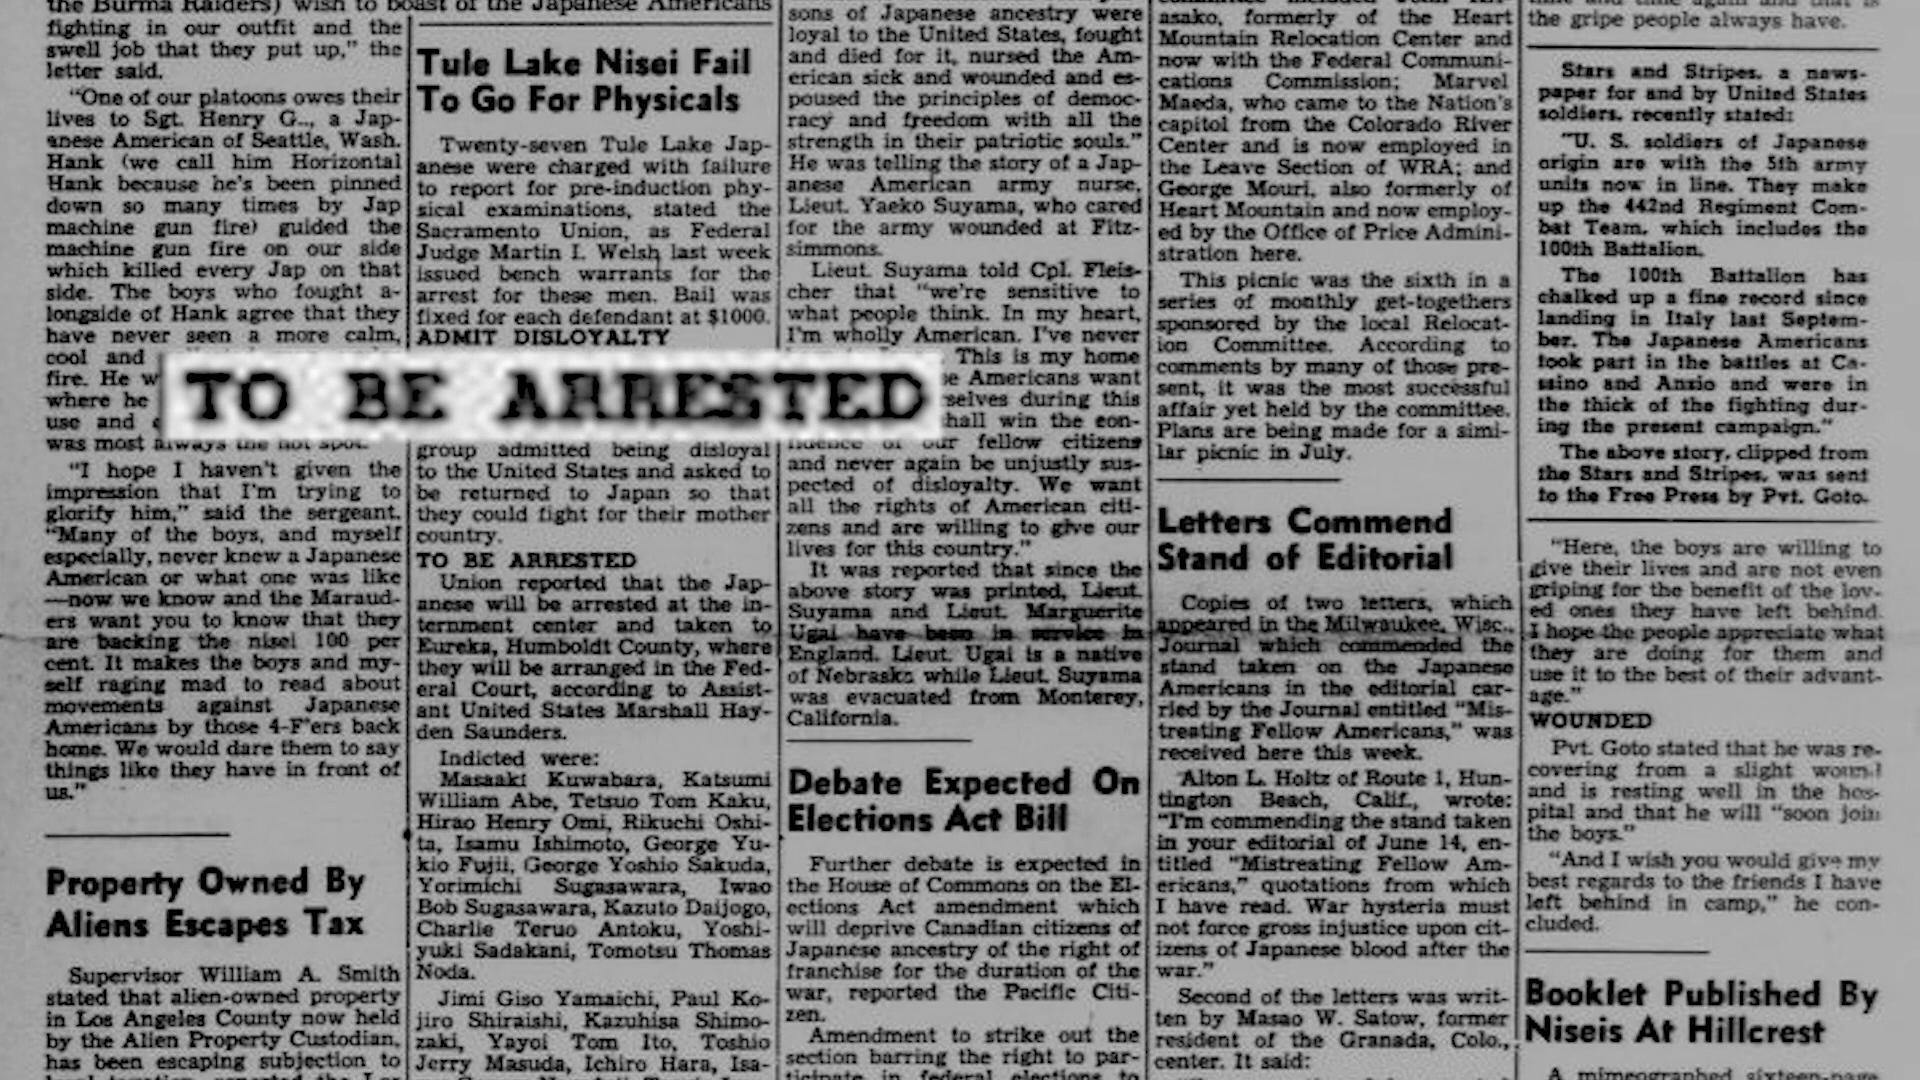 the Burma Raiders) wish to boast of the Japanese Americans
fighting in our outfit and the
swell job that they put up," the
letter said.
"One of our platoons owes their
lives to Sgt. Henry G.., a Jap-
anese American of Seattle, Wash.
Hank (we call him Horizontal
Hank because he's been pinned
down so many times by Jap
machine gun fire) guided the
machine gun fire on our side
which killed every Jap on that
side. The boys who fought a-
longside of Hank agree that they
have never seen a more calm,
cool and
fire. He w
where he
use and
was most always the hot spot.
"I hope I haven't given the
impression that I'm trying to
glorify him," said the sergeant.
"Many of the boys, and myself
especially, never knew a Japanese
American or what one was like
—now we know and the Maraud-
ers want you to know that they
are backing the nisei 100 per
cent. It makes the boys and my-
self raging mad to read about
movements against Japanese
Americans by those 4-F'ers back
home. We would dare them to say
things like they have in front of
us."
Property Owned By
Aliens Escapes Tax
Supervisor William A. Smith
stated that alien-owned property
in Los Angeles County now held
by the Alien Property Custodian,
has been escaping subjection to
Tule Lake Nisei Fail
To Go For Physicals
Twenty-seven Tule Lake Jap-
anese were charged with failure
to report for pre-induction phy-
sical examinations, stated the
Sacramento Union, as Federal
Judge Martin I. Welsh last week
issued bench warrants for the
arrest for these men. Bail was
fixed for each defendant at $1000.
ADMIT DISLOYALTY
TO BE ARRESTED
group admitted being disloyal
to the United States and asked to
be returned to Japan so that
they could fight for their mother
country.
TO BE ARRESTED
Union reported that the Jap-
anese will be arrested at the in-
ternment center and taken to
Eureka, Humboldt County, where
they will be arranged in the Fed-
eral Court, according to Assist-
ant United States Marshall Hay-
den Saunders.
Indicted were:
Masaaki Kuwabara, Katsumi
William Abe, Tetsuo Tom Kaku,
Hirao Henry Omi, Rikuchi Oshi-
ta, Isamu Ishimoto, George Yu-
kio Fujii, George Yoshio Sakuda,
Yorimichi Sugasawara, Iwao
Bob Sugasawara, Kazuto Daijogo,
Charlie Teruo Antoku, Yoshi-
yuki Sadakani, Tomotsu Thomas
Noda.
Jimi Giso Yamaichi, Paul Ko-
jiro Shiraishi, Kazuhisa Shimo-
zaki, Yayoi Tom Ito, Toshio
Jerry Masuda, Ichiro Hara, Isa-
sons of Japanese ancestry were
loyal to the United States, fought
and died for it, nursed the Am-
erican sick and wounded and es-
poused the principles of democ-
racy and freedom with all the
strength in their patriotic souls."
He was telling the story of a Jap-
anese American army nurse,
Lieut. Yaeko Suyama, who cared
for the army wounded at Fitz-
simmons.
Lieut. Suyama told Cpl. Fleis-
cher that "we're sensitive to
what people think. In my heart,
I'm wholly American. I've never
This is my home
e Americans want
selves during this
hall win the con-
fidence of our fellow citizens
and never again be unjustly sus-
pected of disloyalty. We want
all the rights of American citi-
zens and are willing to give our
lives for this country."
It was reported that since the
above story was printed, Lieut.
Suyama and Lieut. Marguerite
Ugai have been in service in
England. Lieut. Ugai is a native
of Nebraska while Lieut. Suyama
was evacuated from Monterey,
California.
Debate Expected On
Elections Act Bill
Further debate is expected in
the House of Commons on the El-
ections Act amendment which
will deprive Canadian citizens of
Japanese ancestry of the right of
franchise for the duration of the
war, reported the Pacific Citi-
zen.
Amendment to strike out the
section barring the right to par-
ticipate in federal elections to
asako, formerly of the Heart
Mountain Relocation Center and
now with the Federal Communi-
cations Commission; Marvel
Maeda, who came to the Nation's
capitol from the Colorado River
Center and is now employed in
the Leave Section of WRA; and
George Mouri, also formerly of
Heart Mountain and now employ-
ed by the Office of Price Admini-
stration here.
This picnic was the sixth in a
series of monthly get-togethers
sponsored by the local Relocat-
ion Committee. According to
comments by many of those pre-
sent, it was the most successful
affair yet held by the committee.
Plans are being made for a simi-
lar picnic in July.
Letters Commend
Stand of Editorial
Copies of two letters, which
appeared in the Milwaukee, Wisc.,
Journal which commended the
stand taken on the Japanese
Americans in the editorial car-
ried by the Journal entitled "Mis-
treating Fellow Americans," was
received here this week.
Alton L. Holtz of Route 1, Hun-
tington Beach, Calif., wrote:
"I'm commending the stand taken
in your editorial of June 14, en-
titled "Mistreating Fellow Am-
ericans," quotations from which
I have read. War hysteria must
not force gross injustice upon cit-
izens of Japanese blood after the
war."
Second of the letters was writ-
ten by Masao W. Satow, former
resident of the Granada, Colo.,
center. It said:
the gripe people always have.
Stars and Stripes, a news-
paper for and by United States
soldiers, recently stated:
"U. S. soldiers of Japanese
origin are with the 5th army
units now in line. They make
up the 442nd Regiment Com-
bat Team, which includes the
100th Battalion.
The 100th Battalion has
chalked up a fine record since
landing in Italy last Septem-
ber. The Japanese Americans
took part in the battles at Ca-
ssino and Anxio and were in
the thick of the fighting dur-
ing the present campaign."
The above story, clipped from
the Stars and Stripes, was sent
to the Free Press by Pvt. Goto.
"Here, the boys are willing to
give their lives and are not even
griping for the benefit of the lov-
ed ones they have left behind.
I hope the people appreciate what
they are doing for them and
use it to the best of their advant-
age."
WOUNDED
Pvt. Goto stated that he was re-
covering from a slight wound
and is resting well in the hos-
pital and that he will "soon join
the boys."
"And I wish you would give my
best regards to the friends I have
left behind in camp," he con-
cluded.
Booklet Published By
Niseis At Hillcrest
A mimeographed sixteen-page